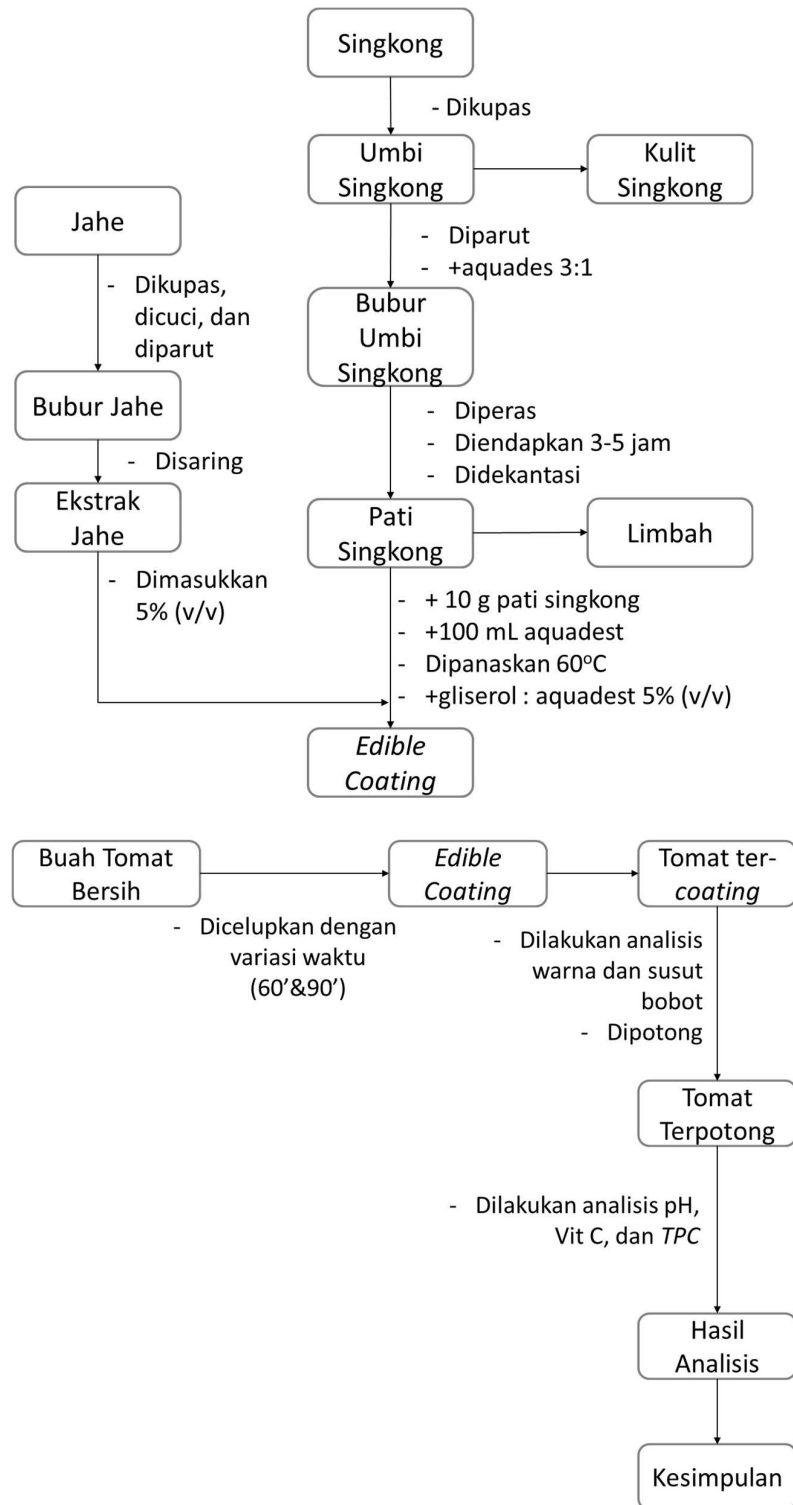 Singkong
- Dikupas
Umbi
Singkong
Kulit
Singkong
Jahe
- Diparut
- +aquades 3:1
- Dikupas,
dicuci, dan
diparut
Bubur
Umbi
Singkong
Bubur Jahe
- Diperas
- Diendapkan 3-5 jam
- Didekantasi
- Disaring
Ekstrak
Jahe
Pati
Singkong
Limbah
- Dimasukkan
5% (v/v)
- + 10 g pati singkong
- +100 mL aquadest
- Dipanaskan 60°C
- +gliserol : aquadest 5% (v/v)
Edible
Coating
Buah Tomat
Bersih
Edible
Coating
Tomat ter-
coating
- Dicelupkan dengan
variasi waktu
(60’&90’)
- Dilakukan analisis
warna dan susut
bobot
- Dipotong
Tomat
Terpotong
- Dilakukan analisis pH,
Vit C, dan TPC
Hasil
Analisis
Kesimpulan